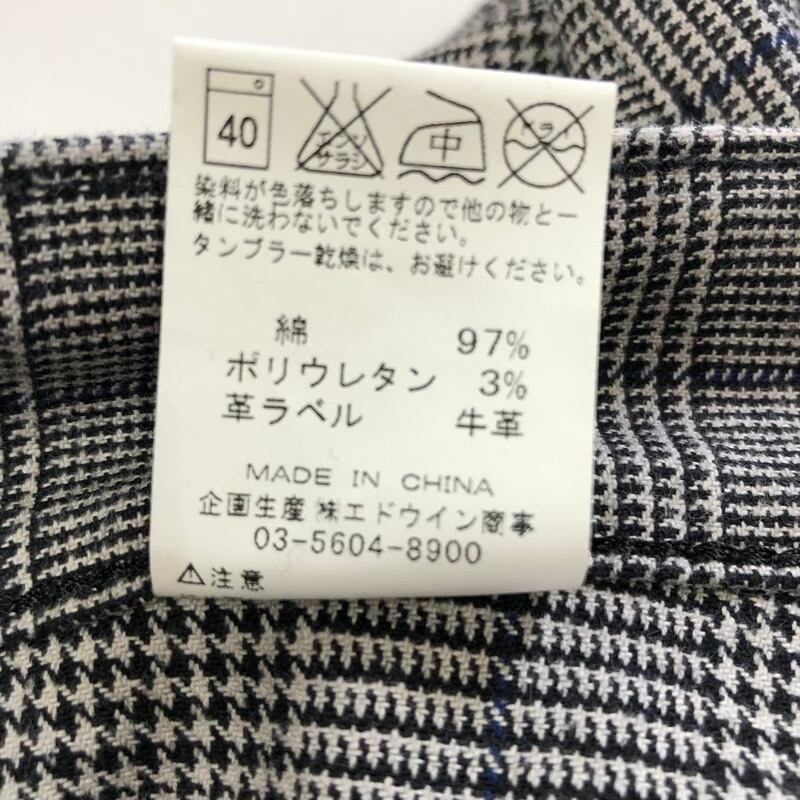 40 エンソサラシ 中 ドライ
染料が色落ちしますので他の物と一
緒に洗わないでください。
タンブラー乾燥は、お避けください。
綿 97%
ポリウレタン 3%
革ラベル 牛革
MADE IN CHINA
企画生産 ㈱エドウイン商事
03-5604-8900
⚠注意